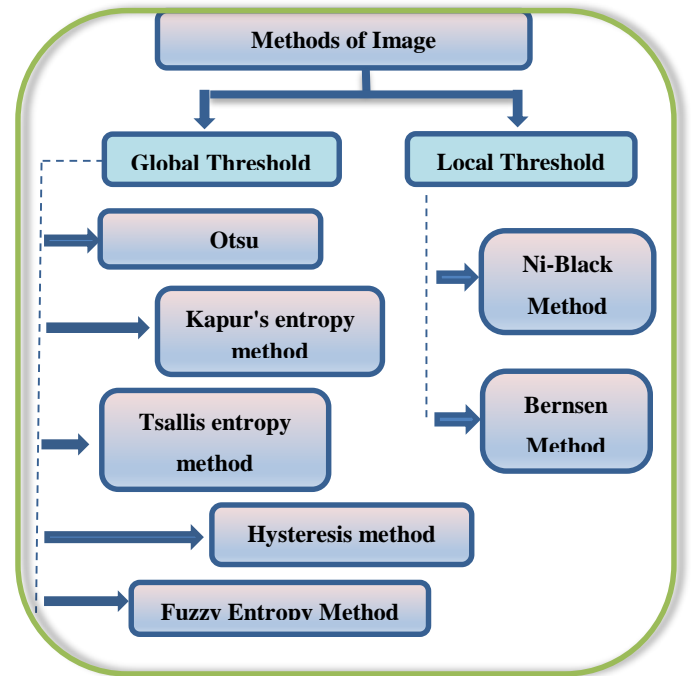 Methods of Image
Global Threshold
Local Threshold
Otsu
Kapur's entropy
method
Tsallis entropy
method
Hysteresis method
Fuzzy Entropy Method
Ni-Black
Method
Bernsen
Method